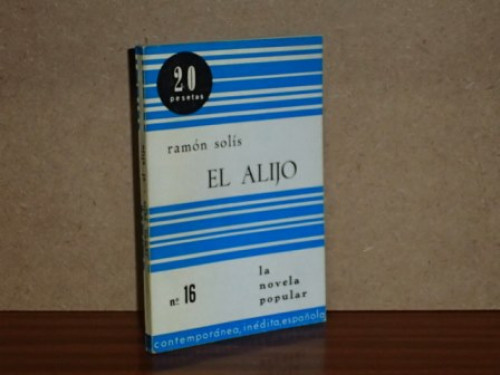 20
pesetas
ramón solís
EL ALIJO
nº 16
la
novela
popular
contemporánea, inédita, española